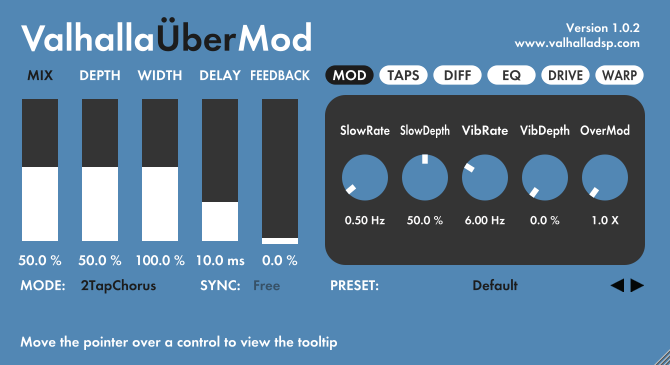 ValhallaÜberMod
Version 1.0.2
www.valhalladsp.com
MIX DEPTH WIDTH DELAY FEEDBACK
MOD TAPS DIFF EQ DRIVE WARP
SlowRate SlowDepth VibRate VibDepth OverMod
0.50 Hz 50.0 % 6.00 Hz 0.0 % 1.0 X
50.0 % 50.0 % 100.0 % 10.0 ms 0.0 %
MODE: 2TapChorus SYNC: Free PRESET: Default
Move the pointer over a control to view the tooltip